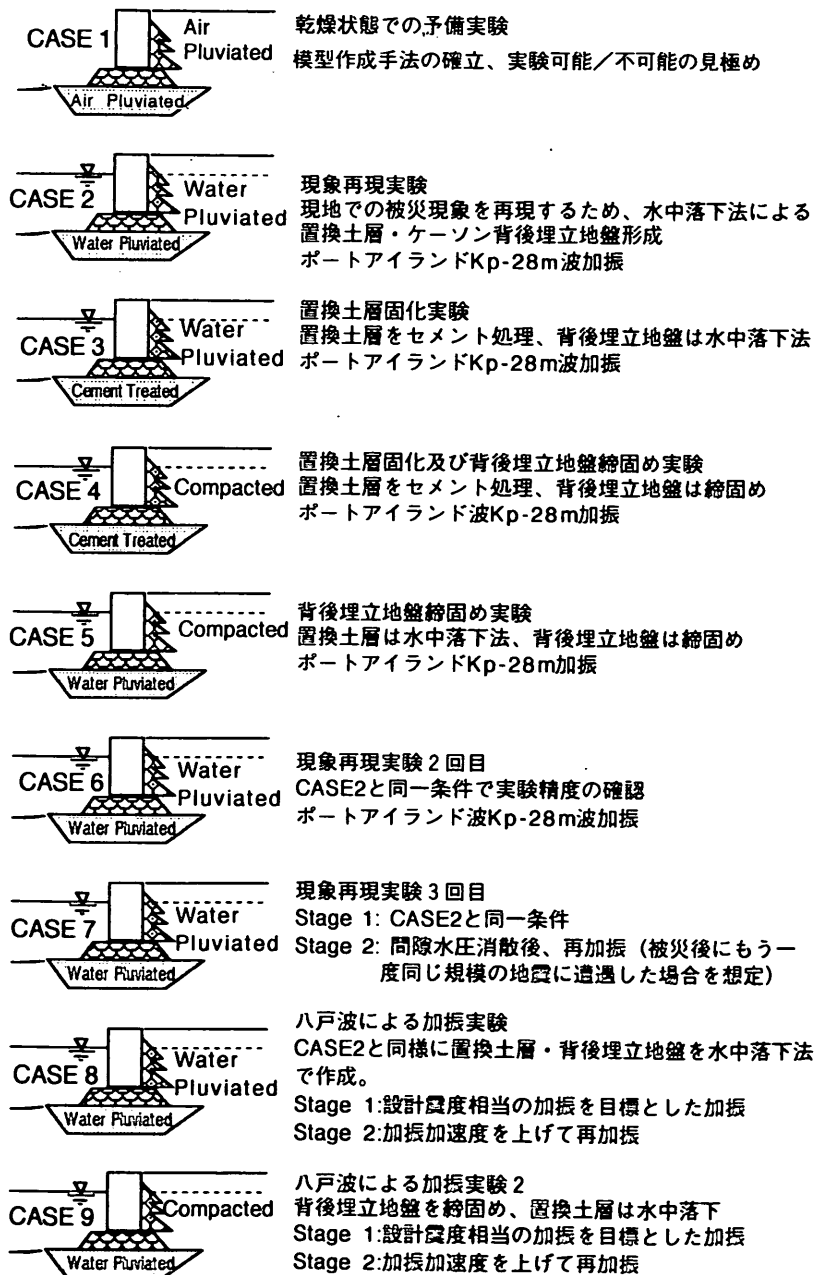 CASE 1
Air
Pluviated
Air Pluviated
乾燥状態での予備実験
模型作成手法の確立、実験可能／不可能の見極め
CASE 2
Water
Pluviated
Water Pluviated
現象再現実験
現地での被災現象を再現するため、水中落下法による
置換土層・ケーソン背後埋立地盤形成
ポートアイランドKp-28m波加振
CASE 3
Water
Pluviated
Cement Treated
置換土層固化実験
置換土層をセメント処理、背後埋立地盤は水中落下法
ポートアイランドKp-28m波加振
CASE 4
Compacted
Cement Treated
置換土層固化及び背後埋立地盤締固め実験
置換土層をセメント処理、背後埋立地盤は締固め
ポートアイランド波Kp-28m加振
CASE 5
Compacted
Water Pluviated
背後埋立地盤締固め実験
置換土層は水中落下法、背後埋立地盤は締固め
ポートアイランドKp-28m加振
CASE 6
Water
Pluviated
Water Pluviated
現象再現実験２回目
CASE2と同一条件で実験精度の確認
ポートアイランド波Kp-28m波加振
CASE 7
Water
Pluviated
Water Pluviated
現象再現実験３回目
Stage 1: CASE2と同一条件
Stage 2: 間隙水圧消散後、再加振（被災後にもう一
度同じ規模の地震に遭遇した場合を想定）
CASE 8
Water
Pluviated
Water Pluviated
八戸波による加振実験
CASE2と同様に置換土層・背後埋立地盤を水中落下法
で作成。
Stage 1:設計震度相当の加振を目標とした加振
Stage 2:加振加速度を上げて再加振
CASE 9
Compacted
Water Pluviated
八戸波による加振実験２
背後埋立地盤を締固め、置換土層は水中落下
Stage 1:設計震度相当の加振を目標とした加振
Stage 2:加振加速度を上げて再加振